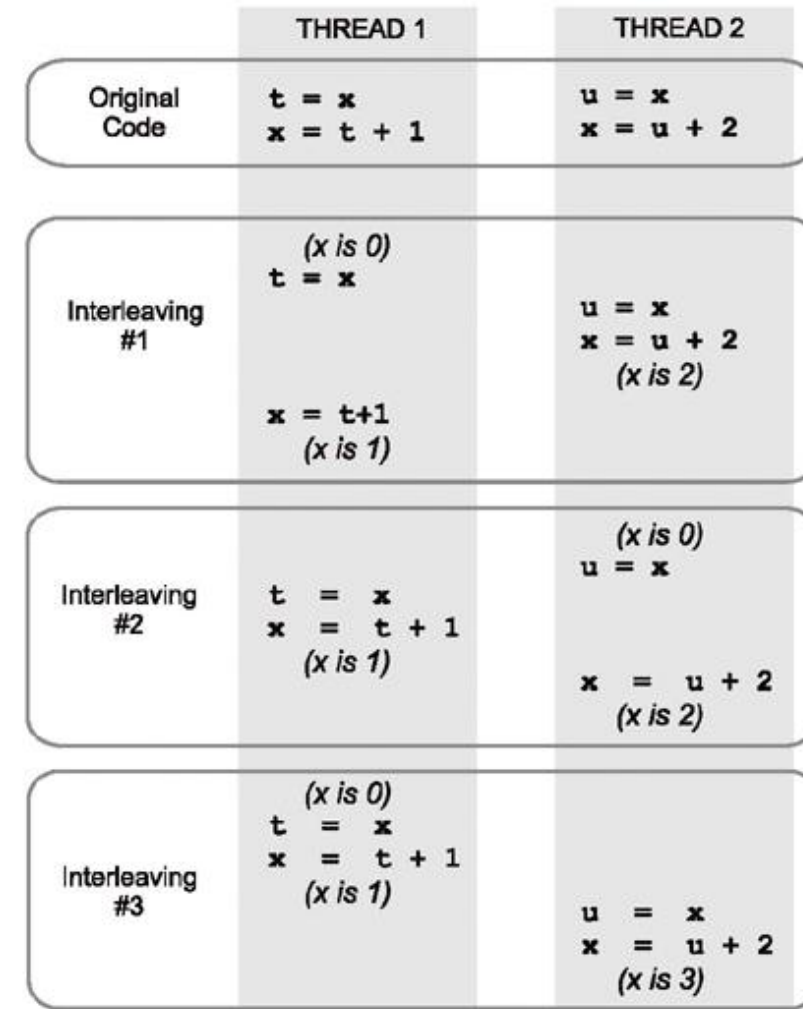 THREAD 1 THREAD 2
Original
Code
t = x
x = t + 1
u = x
x = u + 2
Interleaving
#1
(x is 0)
t = x
u = x
x = u + 2
(x is 2)
x = t+1
(x is 1)
Interleaving
#2
(x is 0)
u = x
t = x
x = t + 1
(x is 1)
x = u + 2
(x is 2)
Interleaving
#3
(x is 0)
t = x
x = t + 1
(x is 1)
u = x
x = u + 2
(x is 3)